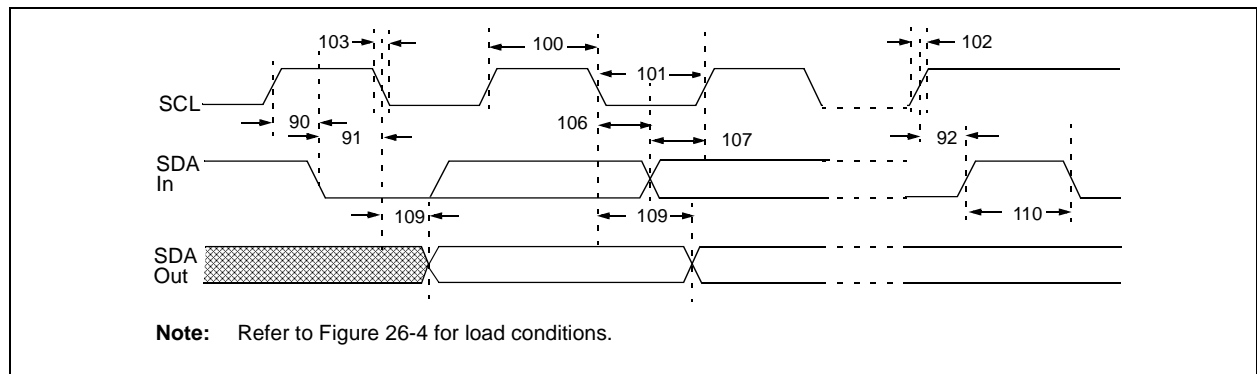 103
100
102
101
SCL
90
106
91
107
92
SDA
In
109
109
110
SDA
Out
Note: Refer to Figure 26-4 for load conditions.